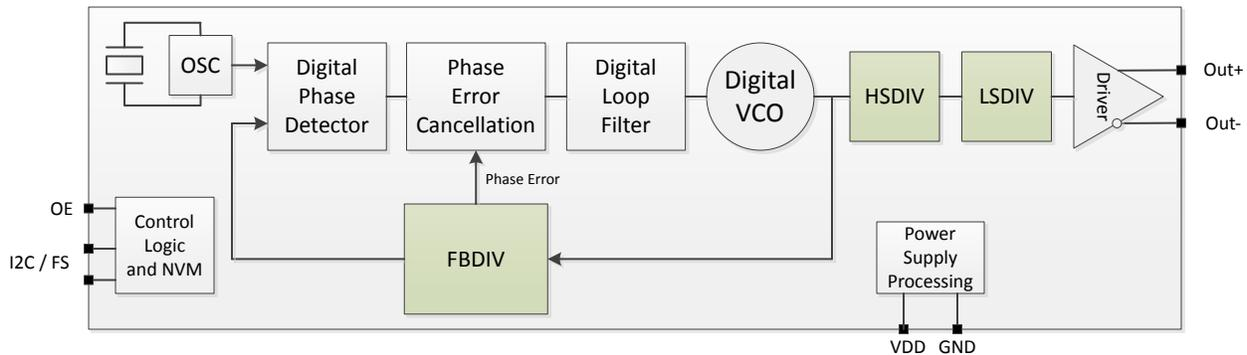 OSC
Digital
Phase
Detector
Phase
Error
Cancellation
Digital
Loop
Filter
Digital
VCO
HSDIV
LSDIV
Driver
Out+
Out-
Phase Error
FBDIV
OE
I2C / FS
Control
Logic
and NVM
Power
Supply
Processing
VDD
GND